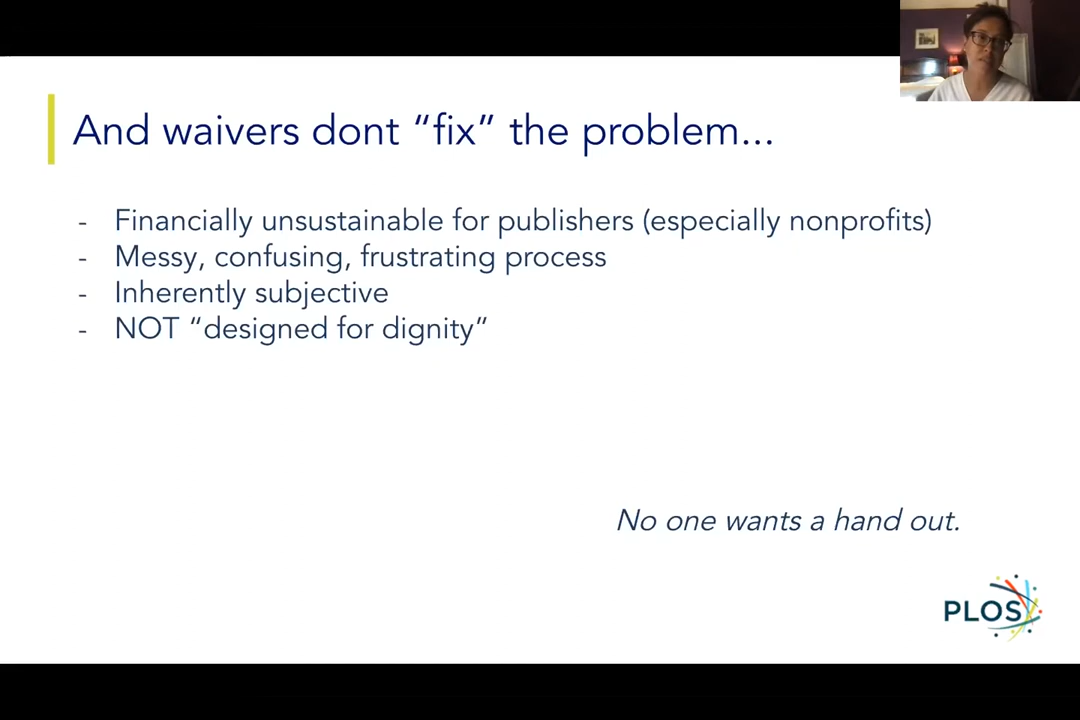 And waivers dont “fix” the problem...
- Financially unsustainable for publishers (especially nonprofits)
- Messy, confusing, frustrating process
- Inherently subjective
- NOT “designed for dignity”
No one wants a hand out.
PLOS